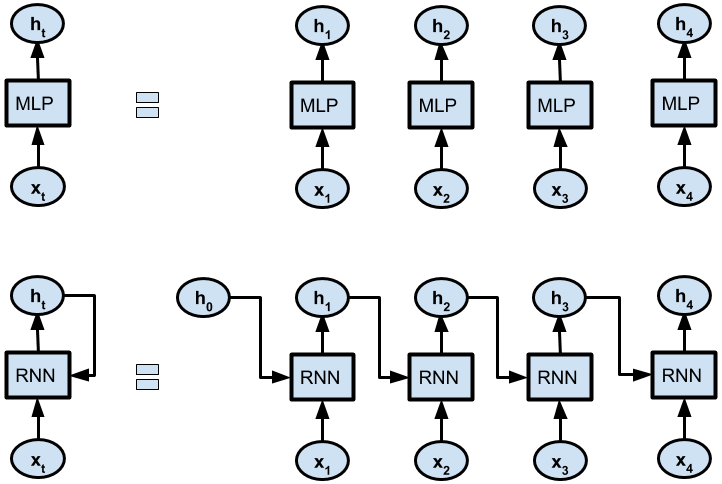 h_t h_1 h_2 h_3 h_4
MLP MLP MLP MLP MLP
x_t x_1 x_2 x_3 x_4
h_t h_0 h_1 h_2 h_3 h_4
RNN RNN RNN RNN RNN
x_t x_1 x_2 x_3 x_4